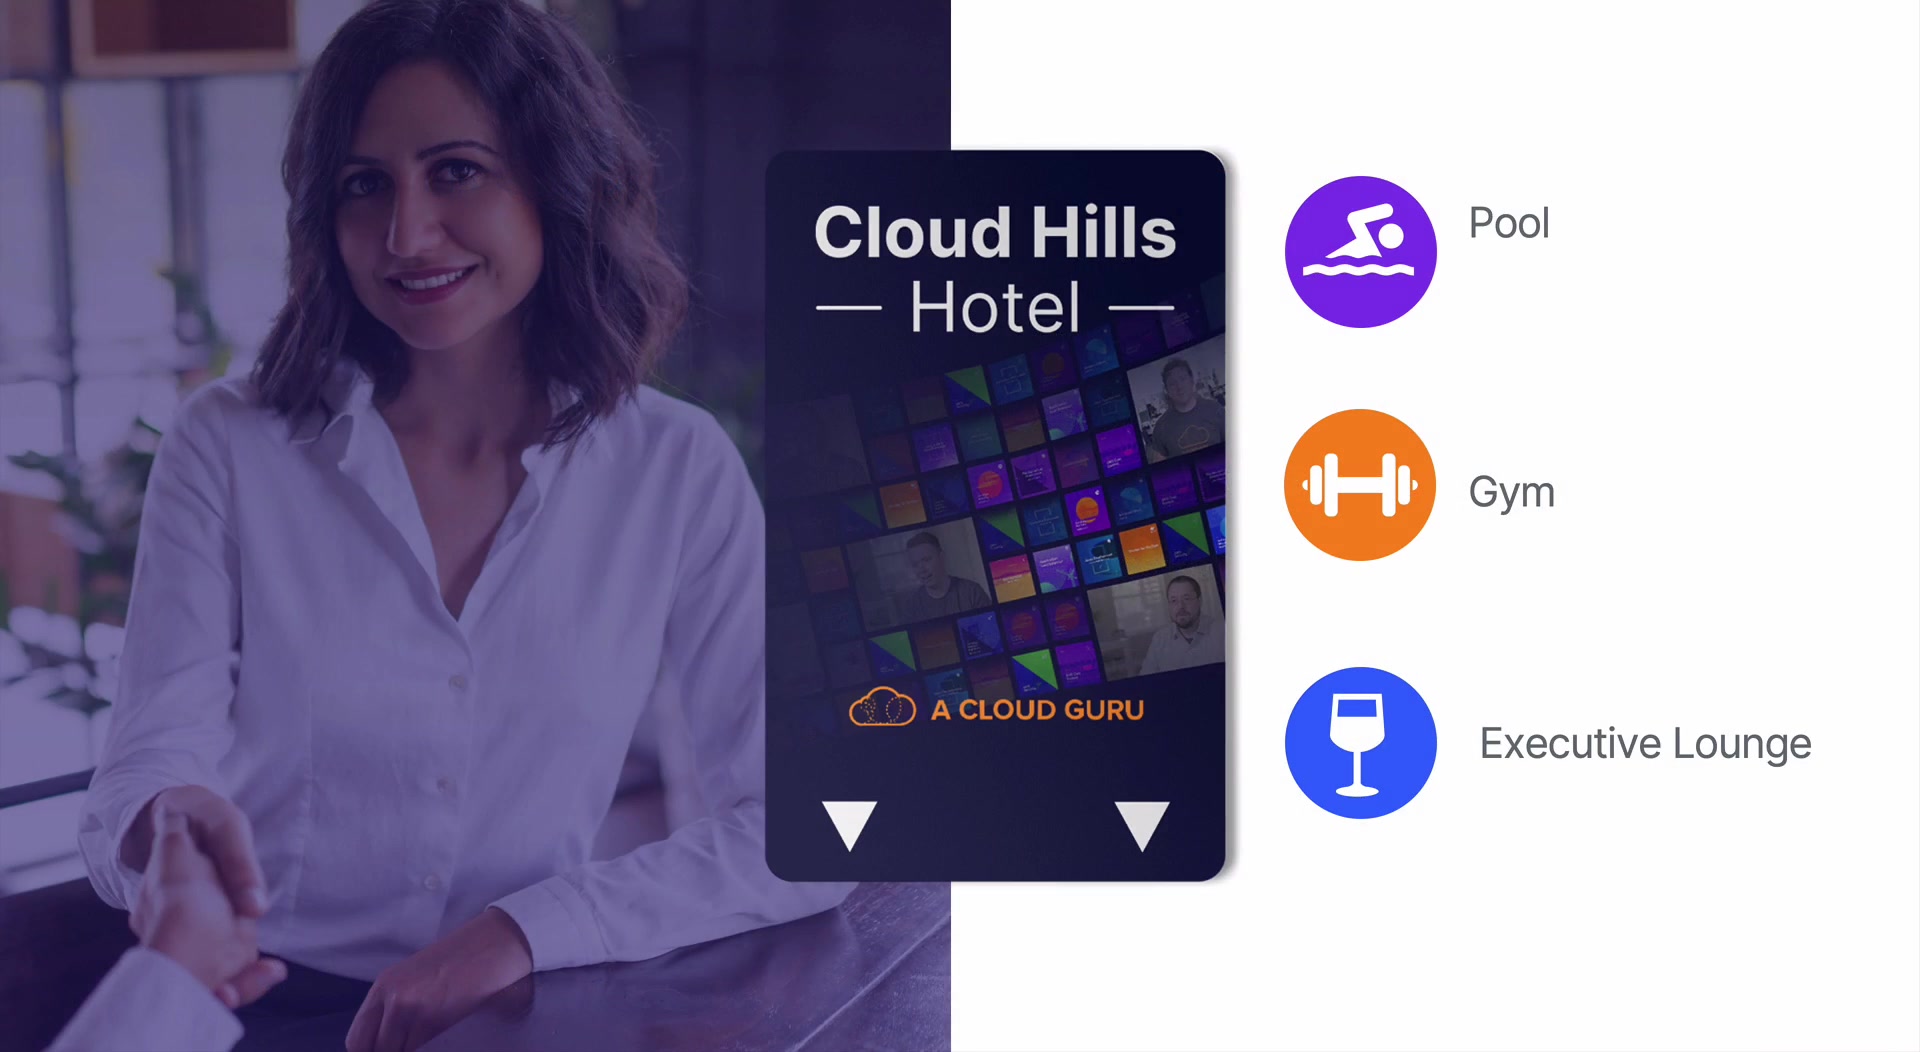 Cloud Hills
Hotel
A CLOUD GURU
Pool
Gym
Executive Lounge